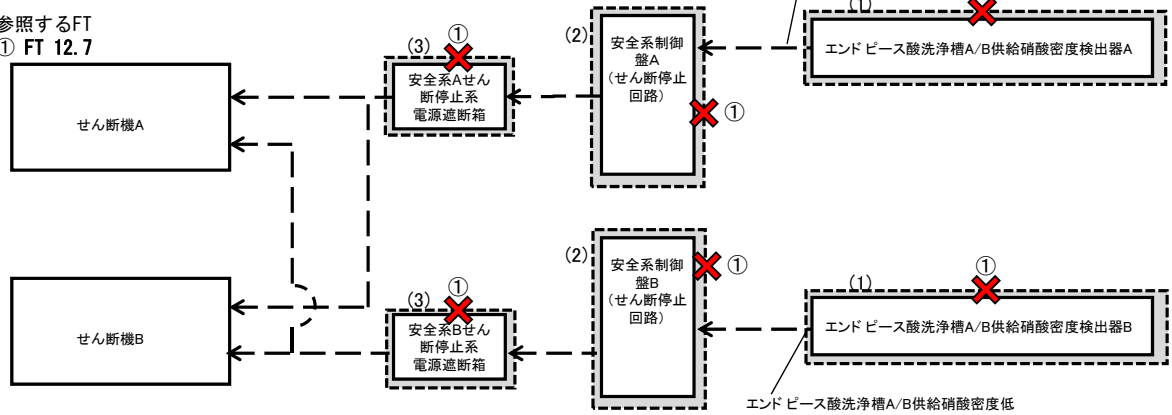 参照するFT
① FT 12.7
せん断機A
(3)
①
安全系Aせん
断停止系
電源遮断箱
(2)
安全系制御
盤A
(せん断停止
回路)
①
(1)
エンドピース酸洗浄槽A/B供給硝酸密度検出器A
せん断機B
(3)
①
安全系Bせん
断停止系
電源遮断箱
(2)
安全系制御
盤B
(せん断停止
回路)
①
(1)
①
エンドピース酸洗浄槽A/B供給硝酸密度検出器B
エンドピース酸洗浄槽A/B供給硝酸密度低